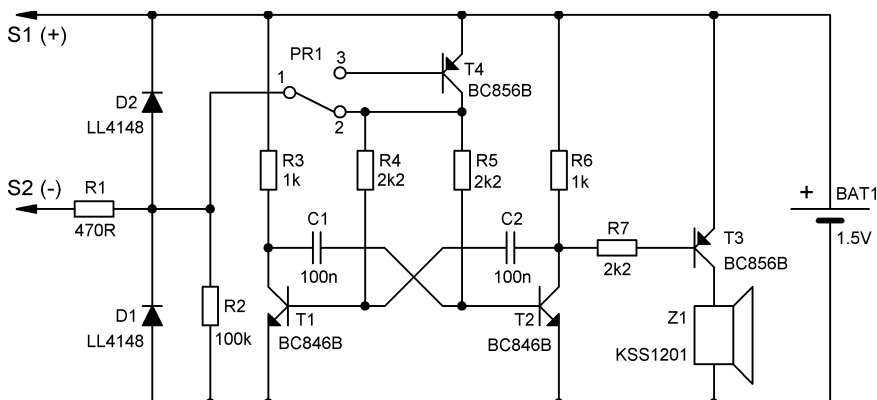 S1 (+)
PR1
3
1
2
T4
BC856B
D2
LL4148
R3
1k
R4
2k2
R5
2k2
R6
1k
S2 (-)
R1
470R
C1
100n
C2
100n
R7
2k2
T3
BC856B
BAT1
+
1.5V
D1
LL4148
R2
100k
T1
BC846B
T2
BC846B
Z1
KSS1201